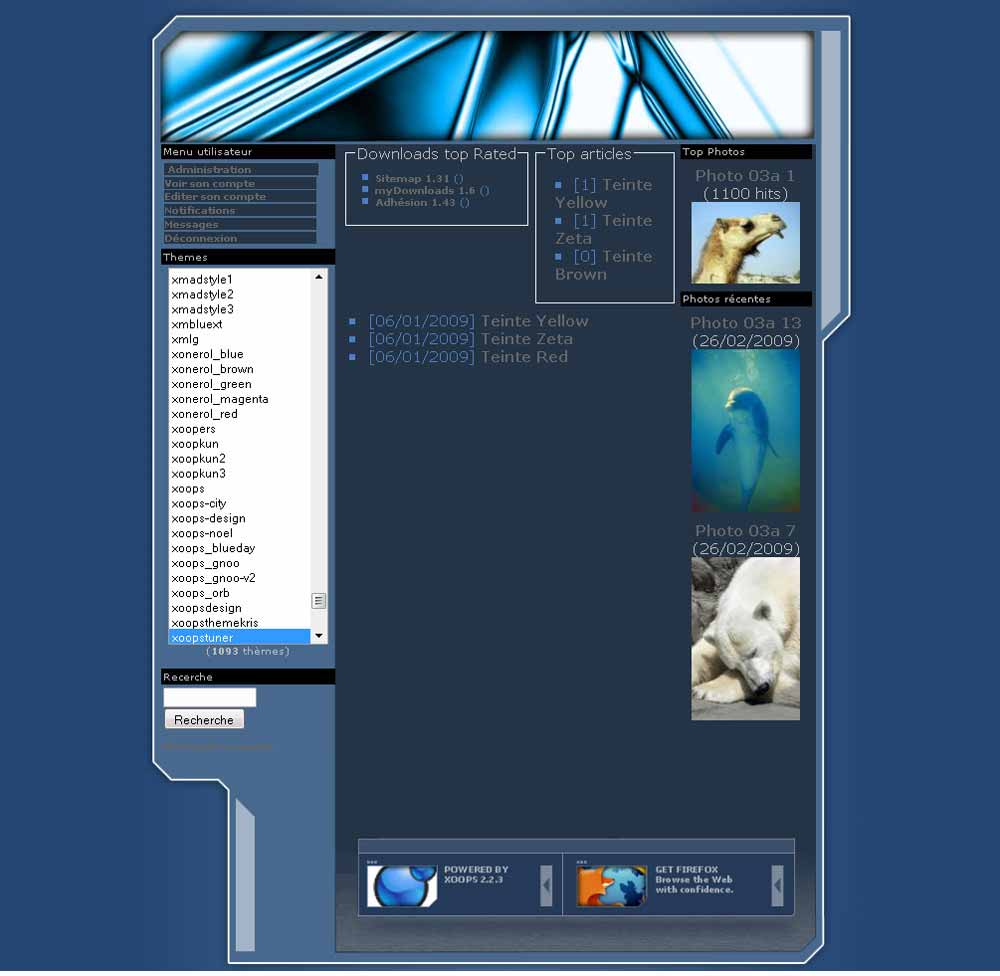 Menu utilisateur
Administration
Voir son compte
Editer son compte
Notifications
Messages
Déconnexion
Themes
xmadstyle1
xmadstyle2
xmadstyle3
xmbluext
xmlg
xonerol_blue
xonerol_brown
xonerol_green
xonerol_magenta
xonerol_red
xoopers
xoopkun
xoopkun2
xoopkun3
xoops
xoops-city
xoops-design
xoops-noel
xoops_blueday
xoops_gnoo
xoops_gnoo-v2
xoops_orb
xoopsdesign
xoopsthemekris
xoopstuner
(1093 thèmes)
Recerche
Recherche
Downloads top Rated
Sitemap 1.31 ()
myDownloads 1.6 ()
Adhésion 1.43 ()
Top articles
[1] Teinte
Yellow
[1] Teinte
Zeta
[0] Teinte
Brown
[06/01/2009] Teinte Yellow
[06/01/2009] Teinte Zeta
[06/01/2009] Teinte Red
Top Photos
Photo 03a 1
(1100 hits)
Photos récentes
Photo 03a 13
(26/02/2009)
Photo 03a 7
(26/02/2009)
POWERED BY
XOOPS 2.2.3
GET FIREFOX
Browse the Web
with confidence.